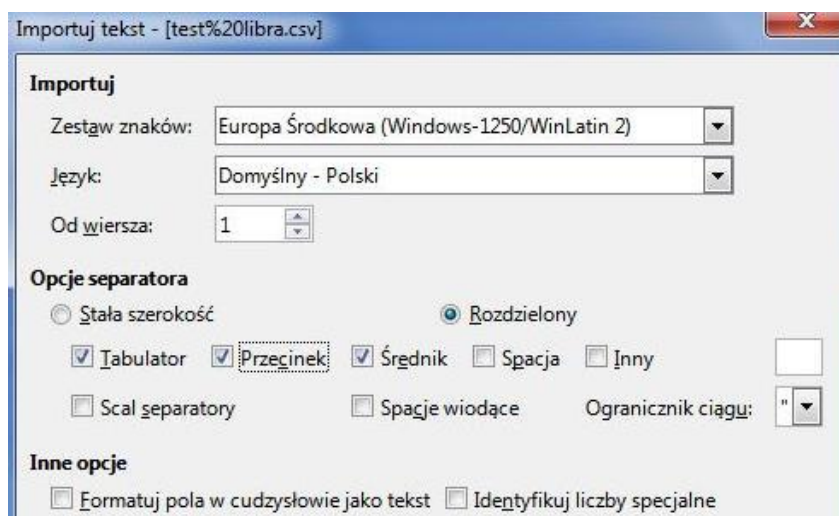 Importuj tekst - [test%20libra.csv]
Importuj
Zestaw znaków: Europa Środkowa (Windows-1250/WinLatin 2)
Język: Domyślny - Polski
Od wiersza: 1
Opcje separatora
Stała szerokość Rozdzielony
Tabulator Przecinek Średnik Spacja Inny
Scal separatory Spacje wiodące Ogranicznik ciągu: "
Inne opcje
Formatuj pola w cudzysłowie jako tekst Identyfikuj liczby specjalne